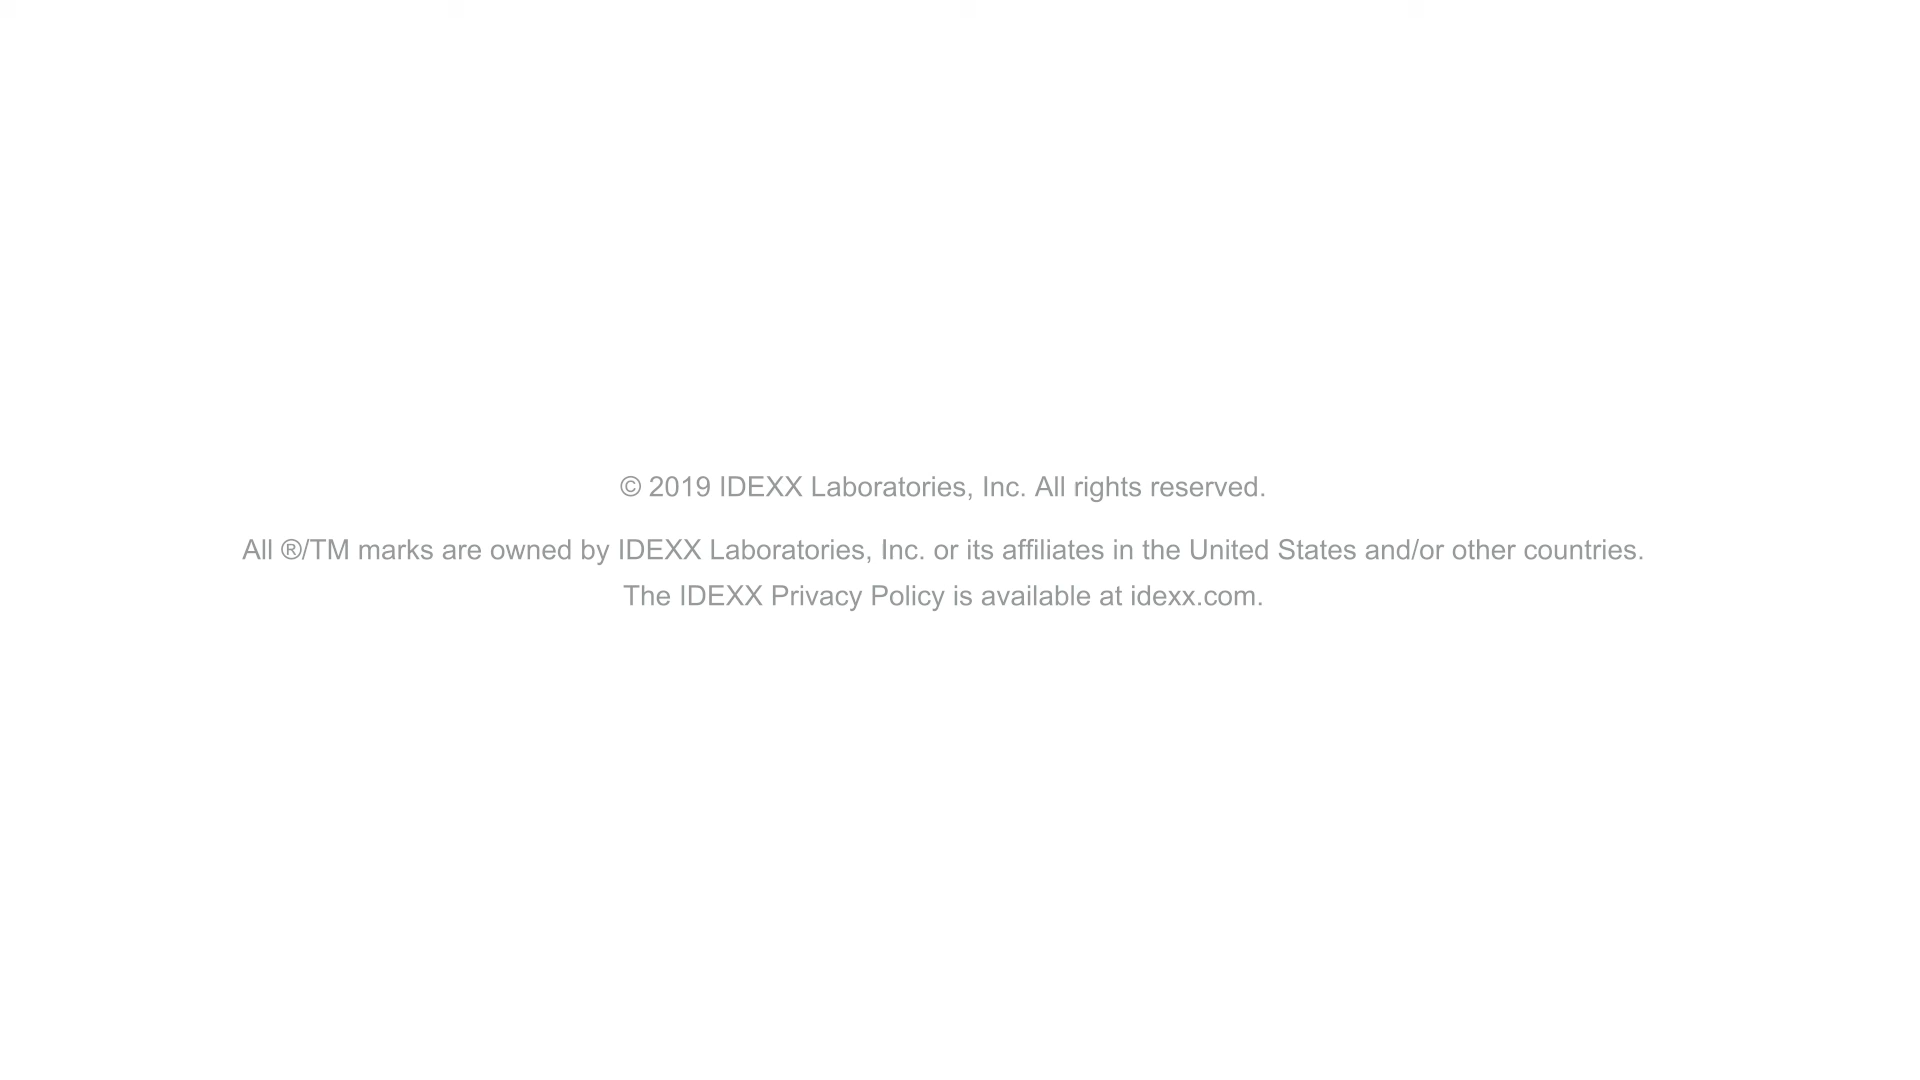 © 2019 IDEXX Laboratories, Inc. All rights reserved.
All ®/TM marks are owned by IDEXX Laboratories, Inc. or its affiliates in the United States and/or other countries.
The IDEXX Privacy Policy is available at idexx.com.